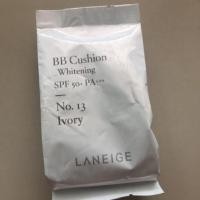 BB Cushion
Whitening
SPF 50+ PA+++
No. 13
Ivory
LANEIGE